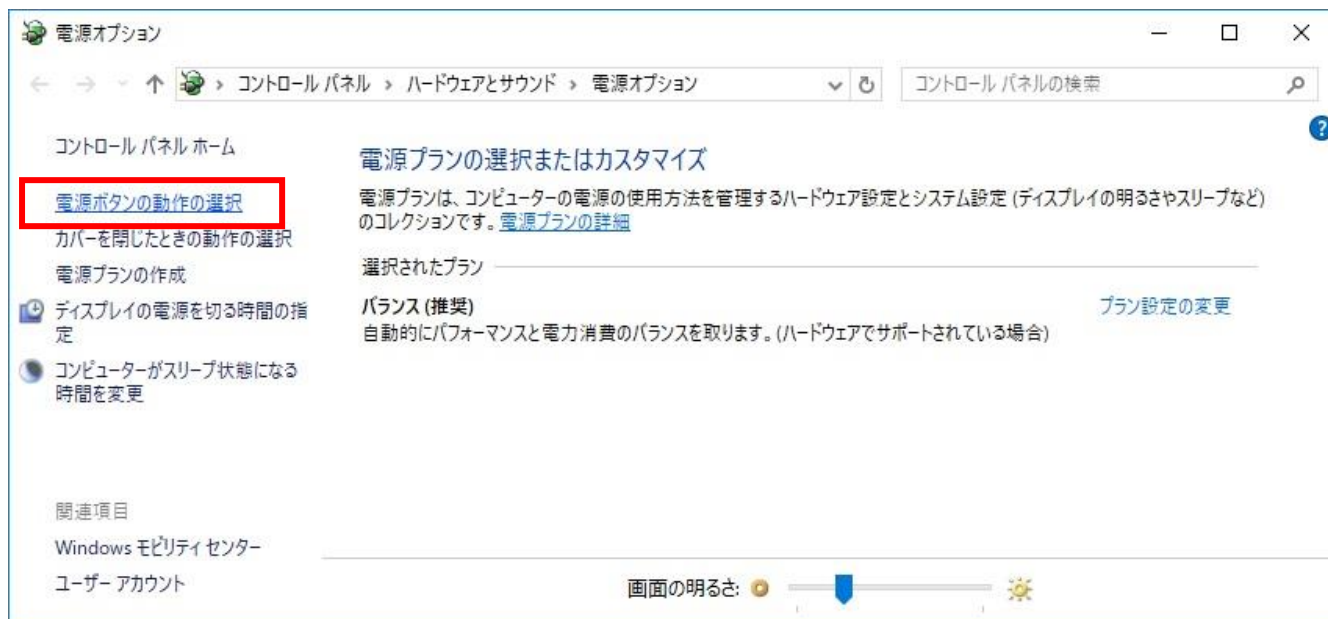 電源オプション
コントロール パネル › ハードウェアとサウンド › 電源オプション
コントロール パネルの検索
コントロール パネル ホーム
電源ボタンの動作の選択
カバーを閉じたときの動作の選択
電源プランの作成
ディスプレイの電源を切る時間の指
定
コンピューターがスリープ状態になる
時間を変更
関連項目
Windows モビリティ センター
ユーザー アカウント
?
電源プランの選択またはカスタマイズ
電源プランは、コンピューターの電源の使用方法を管理するハードウェア設定とシステム設定 (ディスプレイの明るさやスリープなど)
のコレクションです。電源プランの詳細
選択されたプラン
バランス (推奨)
プラン設定の変更
自動的にパフォーマンスと電力消費のバランスを取ります。(ハードウェアでサポートされている場合)
画面の明るさ: